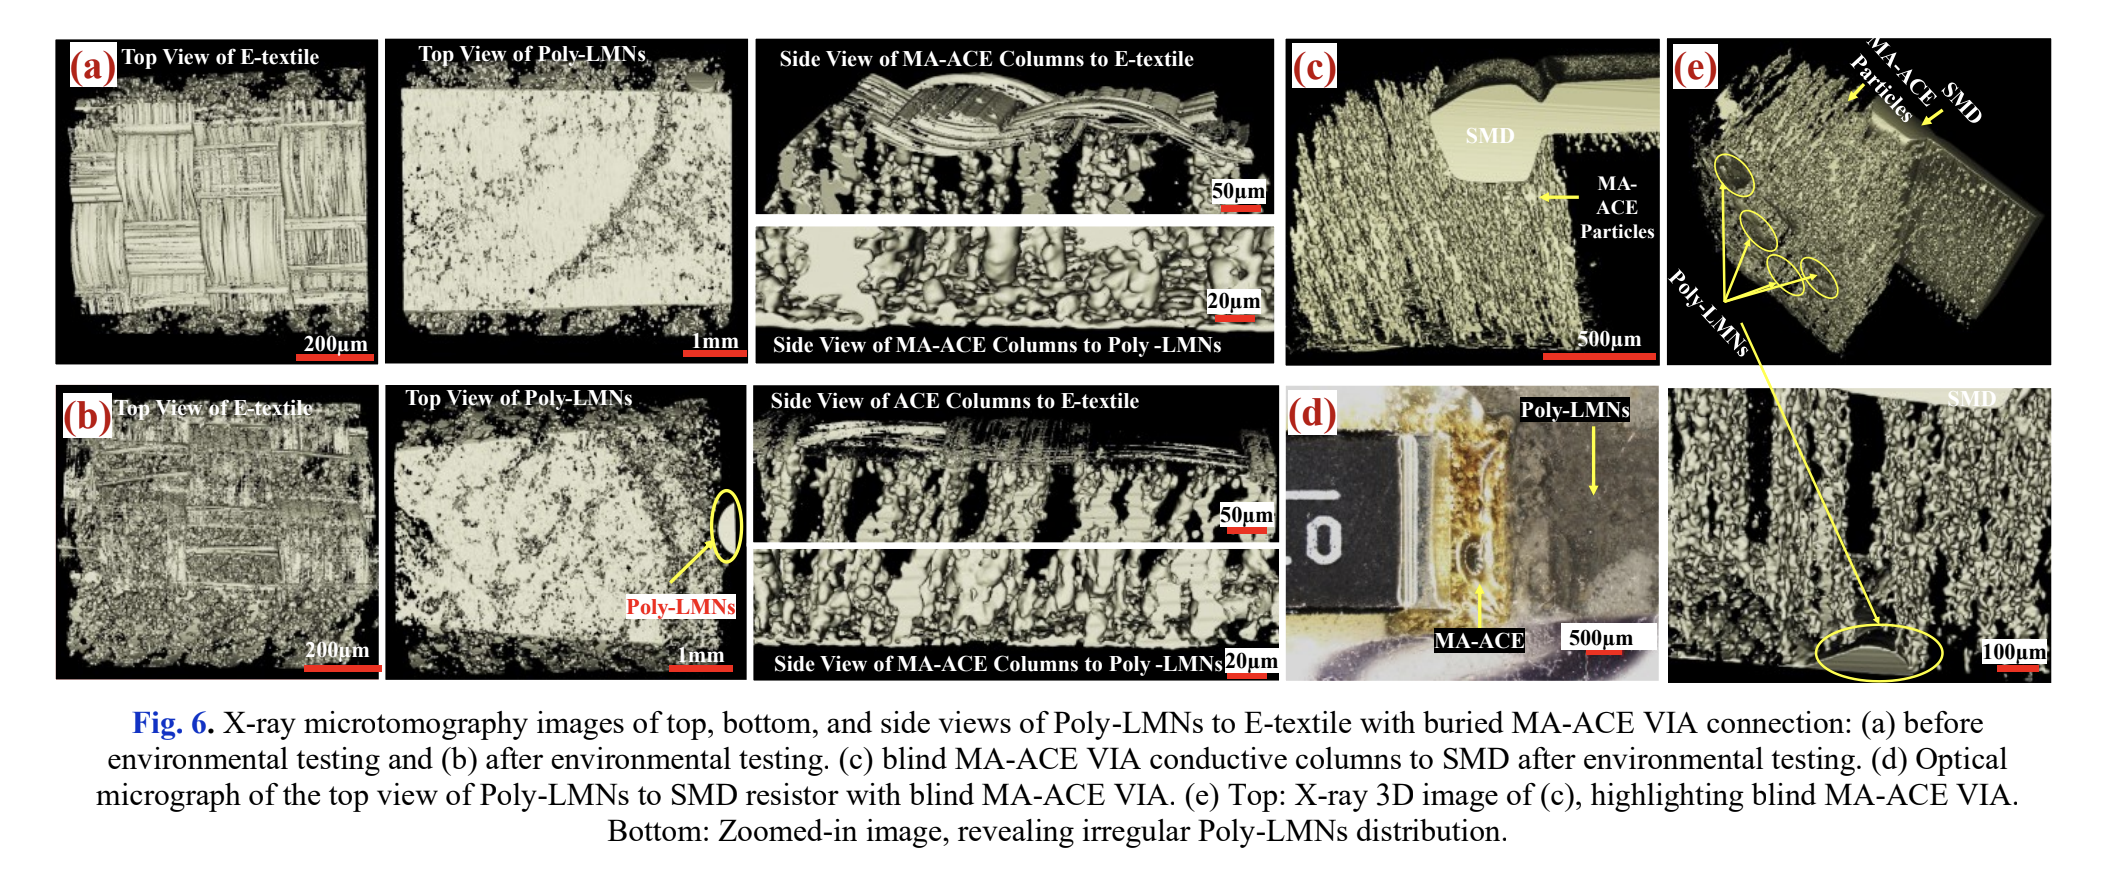 (a)
Top View of E-textile
200μm
Top View of Poly-LMNs
1mm
Side View of MA-ACE Columns to E-textile
50μm
20μm
Side View of MA-ACE Columns to Poly -LMNs
(c)
SMD
MA-
ACE
Particles
500μm
(e)
MA-ACE
Particles
SMD
Poly-LMNs
(b)
Top View of E-textile
200μm
Top View of Poly-LMNs
Poly-LMNs
1mm
Side View of ACE Columns to E-textile
50μm
Side View of MA-ACE Columns to Poly -LMNs
20μm
(d)
Poly-LMNs
.0
MA-ACE
500μm
SMD
100μm
Fig. 6. X-ray microtomography images of top, bottom, and side views of Poly-LMNs to E-textile with buried MA-ACE VIA connection: (a) before
environmental testing and (b) after environmental testing. (c) blind MA-ACE VIA conductive columns to SMD after environmental testing. (d) Optical
micrograph of the top view of Poly-LMNs to SMD resistor with blind MA-ACE VIA. (e) Top: X-ray 3D image of (c), highlighting blind MA-ACE VIA.
Bottom: Zoomed-in image, revealing irregular Poly-LMNs distribution.